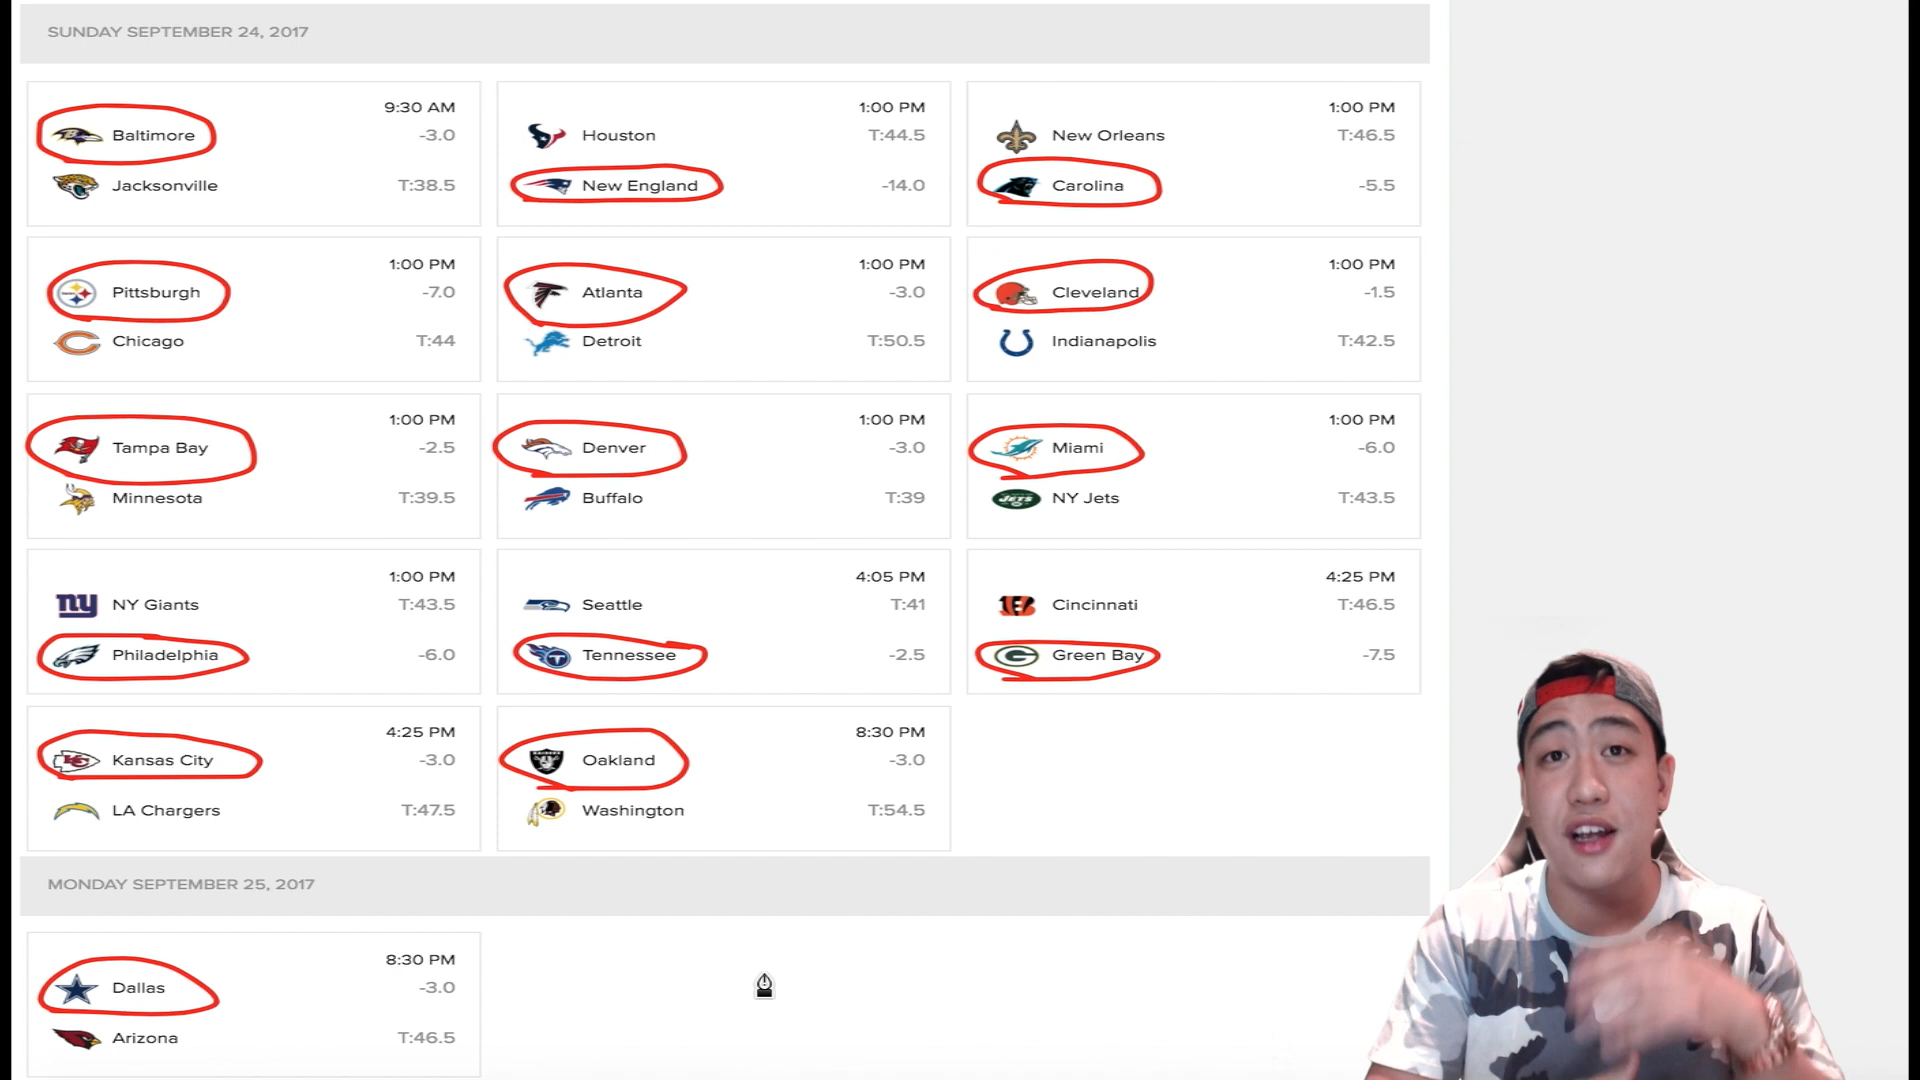 SUNDAY SEPTEMBER 24, 2017
9:30 AM
Baltimore -3.0
Jacksonville T:38.5
1:00 PM
Houston T:44.5
New England -14.0
1:00 PM
New Orleans T:46.5
Carolina -5.5
1:00 PM
Pittsburgh -7.0
Chicago T:44
1:00 PM
Atlanta -3.0
Detroit T:50.5
1:00 PM
Cleveland -1.5
Indianapolis T:42.5
1:00 PM
Tampa Bay -2.5
Minnesota T:39.5
1:00 PM
Denver -3.0
Buffalo T:39
1:00 PM
Miami -6.0
JETS
NY Jets T:43.5
1:00 PM
ny
NY Giants T:43.5
Philadelphia -6.0
4:05 PM
Seattle T:41
Tennessee -2.5
4:25 PM
Cincinnati T:46.5
Green Bay -7.5
4:25 PM
Kansas City -3.0
LA Chargers T:47.5
8:30 PM
Oakland -3.0
Washington T:54.5
MONDAY SEPTEMBER 25, 2017
8:30 PM
Dallas -3.0
Arizona T:46.5